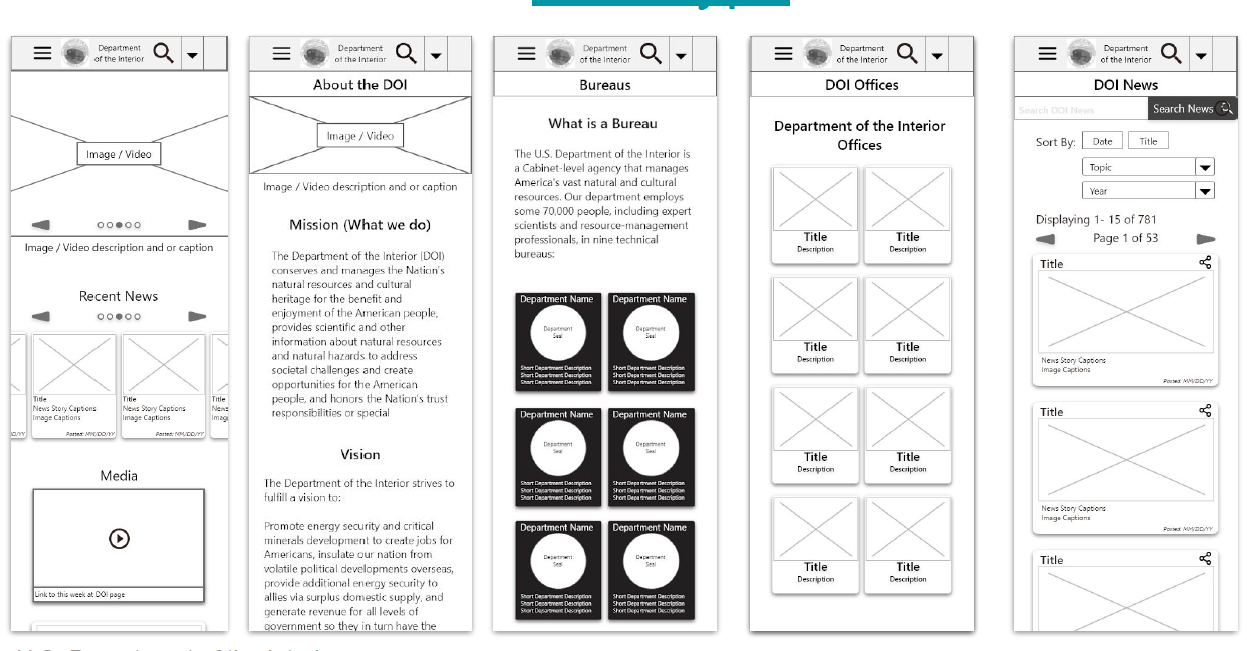 Department
of the Interior
Image / Video
Image / Video description and or caption
Recent News
Title
News Story Captions
Image Captions
Posted: MM/DD/YY
Title
News Story Captions
Image Captions
Posted: MM/DD/YY
Title
News
Image
DD/YY
Media
Link to this week at DOI page
Department
of the Interior
About the DOI
Image / Video
Image / Video description and or caption
Mission (What we do)
The Department of the Interior (DOI)
conserves and manages the Nation's
natural resources and cultural
heritage for the benefit and
enjoyment of the American people,
provides scientific and other
information about natural resources
and natural hazards to address
societal challenges and create
opportunities for the American
people, and honors the Nation's trust
responsibilities or special
Vision
The Department of the Interior strives to
fulfill a vision to:
Promote energy security and critical
minerals development to create jobs for
Americans, insulate our nation from
volatile political developments overseas,
provide additional energy security to
allies via surplus domestic supply, and
generate revenue for all levels of
government so they in turn have the
Department
of the Interior
Bureaus
What is a Bureau
The U.S. Department of the Interior is
a Cabinet-level agency that manages
America's vast natural and cultural
resources. Our department employs
some 70,000 people, including expert
scientists and resource-management
professionals, in nine technical
bureaus:
Department Name
Department
Seal
Short Department Description
Short Department Description
Short Department Description
Department Name
Department
Seal
Short Department Description
Short Department Description
Short Department Description
Department Name
Department
Seal
Short Department Description
Short Department Description
Short Department Description
Department Name
Department
Seal
Short Department Description
Short Department Description
Short Department Description
Department Name
Department
Seal
Short Department Description
Short Department Description
Short Department Description
Department Name
Department
Seal
Short Department Description
Short Department Description
Short Department Description
Department
of the Interior
DOI Offices
Department of the Interior
Offices
Title
Description
Title
Description
Title
Description
Title
Description
Title
Description
Title
Description
Title
Description
Title
Description
Department
of the Interior
DOI News
Search DOI News
Search News
Sort By: Date Title
Topic
Year
Displaying 1- 15 of 781
Page 1 of 53
Title
News Story Captions
Image Captions
Posted: MM/DD/YY
Title
News Story Captions
Image Captions
Posted: MM/DD/YY
Title